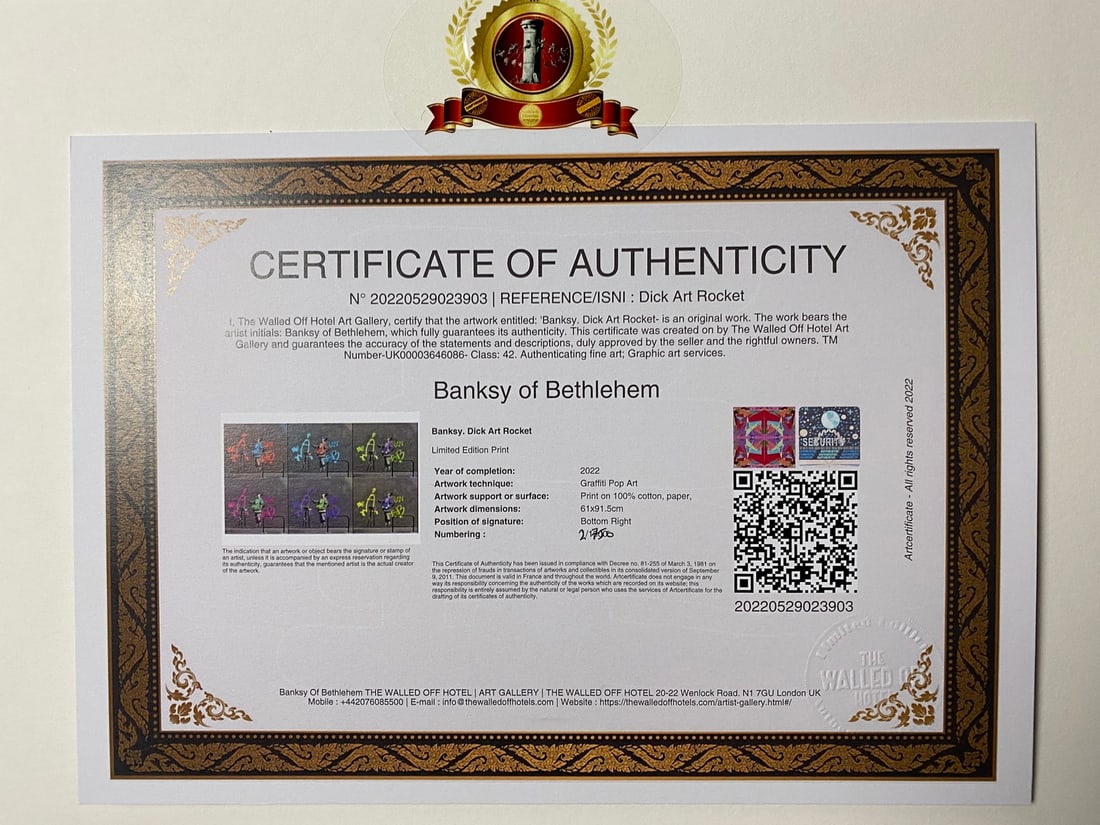 CERTIFICATE OF AUTHENTICITY
N° 20220529023903 | REFERENCE/ISNI : Dick Art Rocket
I, The Walled Off Hotel Art Gallery, certify that the artwork entitled: 'Banksy, Dick Art Rocket- is an original work. The work bears the
artist initials: Banksy of Bethlehem, which fully guarantees its authenticity. This certificate was created on by The Walled Off Hotel Art
Gallery and guarantees the accuracy of the statements and descriptions, duly approved by the seller and the rightful owners. TM
Number-UK00003646086- Class: 42. Authenticating fine art; Graphic art services.
Banksy of Bethlehem
Banksy. Dick Art Rocket
Limited Edition Print
Year of completion: 2022
Artwork technique: Graffiti Pop Art
Artwork support or surface: Print on 100% cotton, paper,
Artwork dimensions: 61x91.5cm
Position of signature: Bottom Right
Numbering :
The indication that an artwork or object bears the signature or stamp of
an artist, unless it is accompanied by an express reservation regarding
its authenticity, guarantees that the mentioned artist is the actual creator
of the artwork.
This Certificate of Authenticity has been issued in compliance with Decree no. 81-255 of March 3, 1981 on
the repression of frauds in transactions of artworks and collectibles in its consolidated version of September
9, 2011. This document is valid in France and throughout the world. Artcertificate does not engage in any
way its responsibility concerning the authenticity of the works which are recorded on its website; this
responsibility is entirely assumed by the natural or legal person who uses the services of Artcertificate for the
drafting of its certificates of authenticity.
SECURITY
20220529023903
Artcertificate - All rights reserved 2022
Limited Edition
THE
WALLED OFF
HOTEL
Banksy Of Bethlehem THE WALLED OFF HOTEL | ART GALLERY | THE WALLED OFF HOTEL 20-22 Wenlock Road. N1 7GU London UK
Mobile : +442076085500 | E-mail : info@thewalledoffhotels.com | Website : https://thewalledoffhotels.com/artist-gallery.html#/